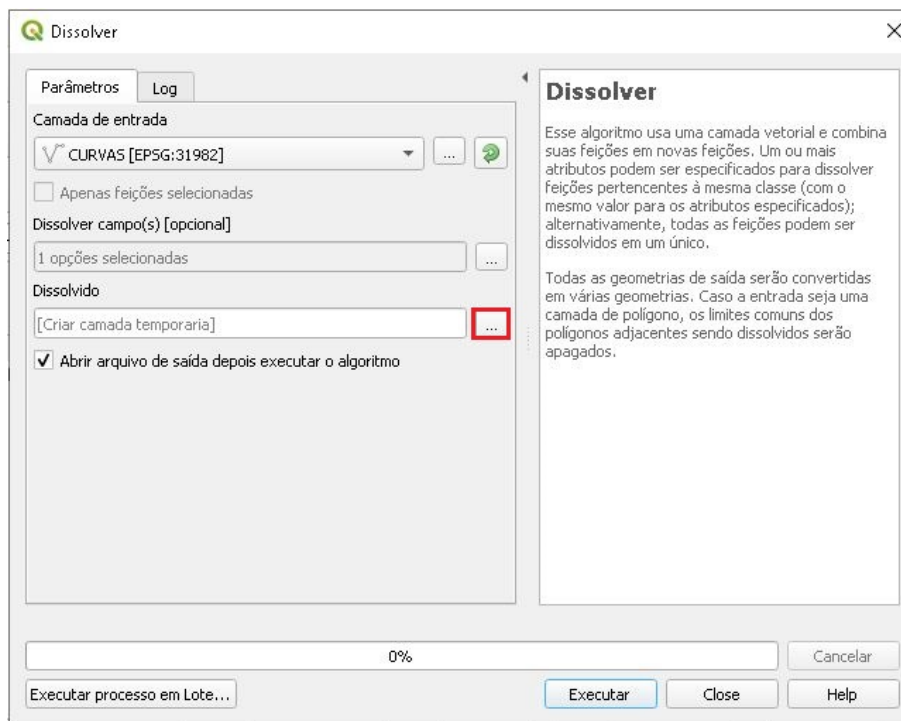 Dissolver
Parâmetros
Log
Camada de entrada
CURVAS [EPSG:31982]
...
Apenas feições selecionadas
Dissolver campo(s) [opcional]
1 opções selecionadas
...
Dissolvido
[Criar camada temporaria]
...
Abrir arquivo de saída depois executar o algoritmo
Dissolver
Esse algoritmo usa uma camada vetorial e combina
suas feições em novas feições. Um ou mais
atributos podem ser especificados para dissolver
feições pertencentes à mesma classe (com o
mesmo valor para os atributos especificados);
alternativamente, todas as feições podem ser
dissolvidos em um único.
Todas as geometrias de saída serão convertidas
em várias geometrias. Caso a entrada seja uma
camada de polígono, os limites comuns dos
polígonos adjacentes sendo dissolvidos serão
apagados.
0%
Cancelar
Executar processo em Lote...
Executar
Close
Help